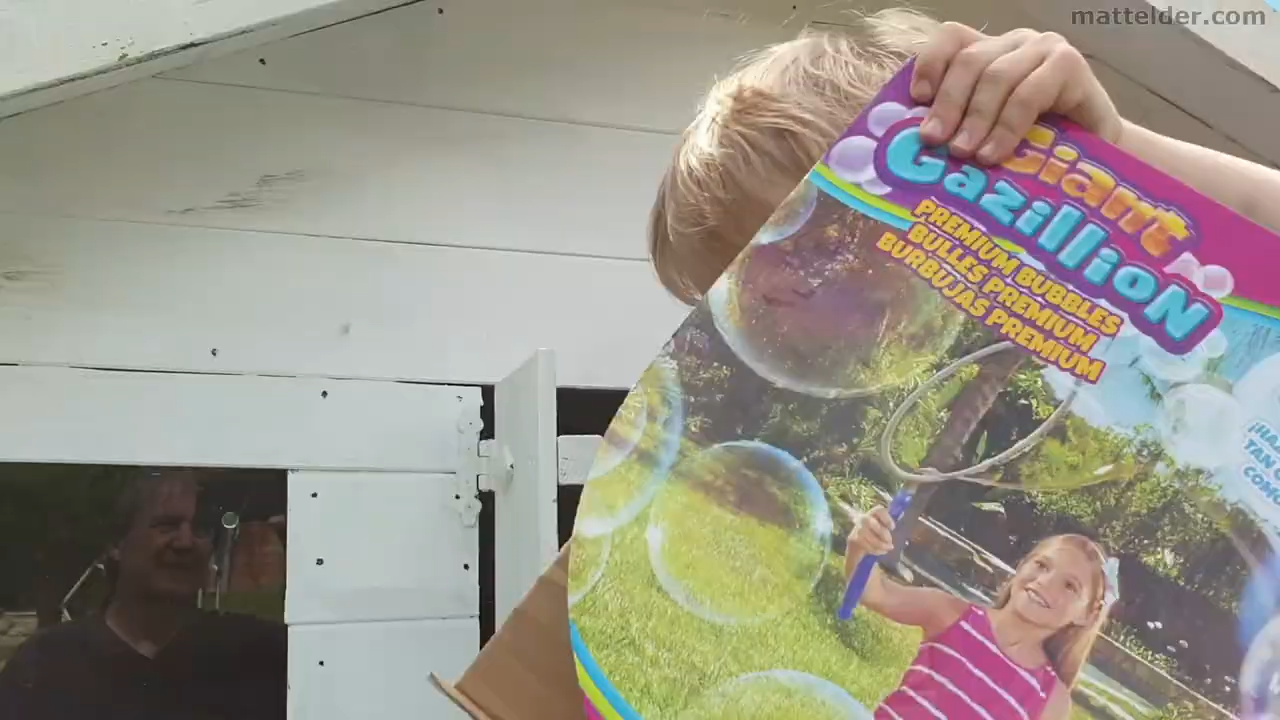 mattelder.com
Giant
Gazillion
PREMIUM BUBBLES
BULLES PREMIUM
BURBUJAS PREMIUM